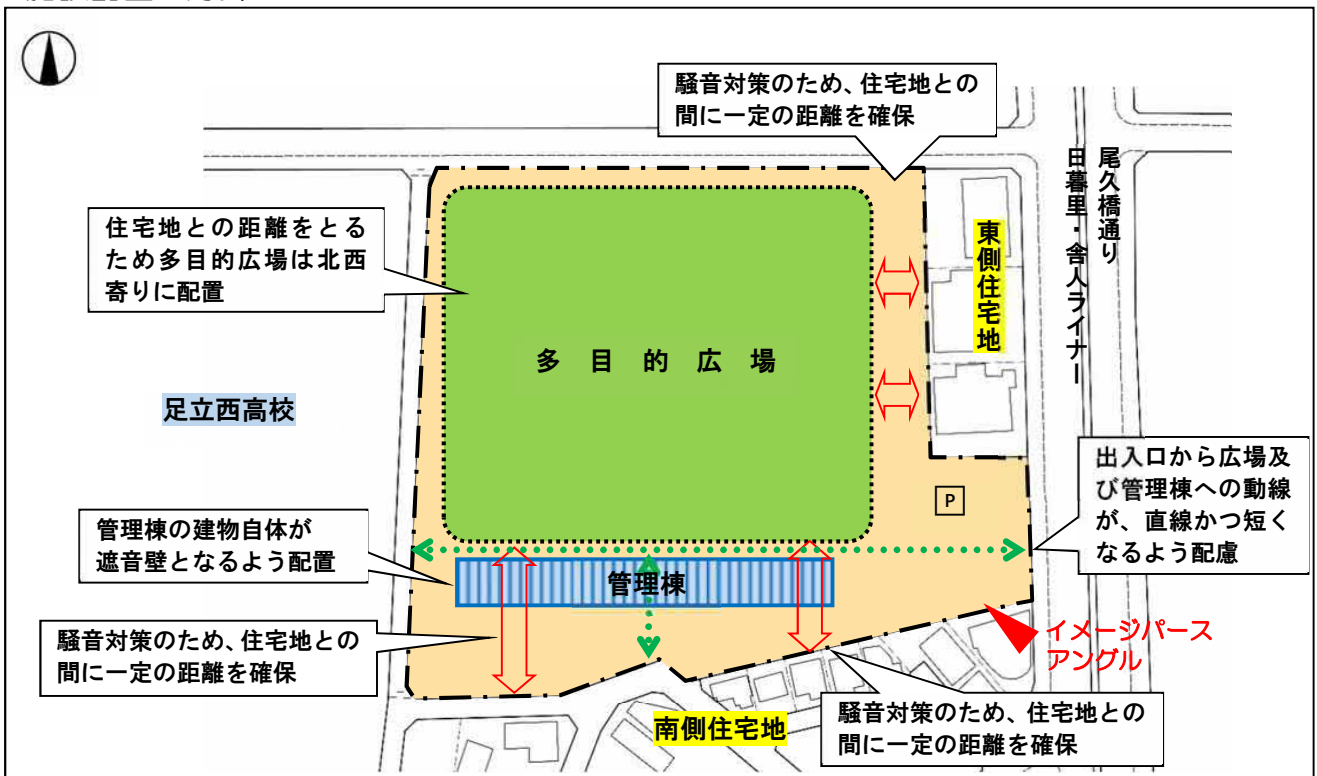 騒音対策のため、住宅地との
間に一定の距離を確保
尾久橋通り
日暮里・舎人ライナー
住宅地との距離をとる
ため多目的広場は北西
寄りに配置
東側住宅地
多目的広場
足立西高校
出入口から広場及
び管理棟への動線
が、直線かつ短く
なるよう配慮
P
管理棟の建物自体が
遮音壁となるよう配置
管理棟
騒音対策のため、住宅地との
間に一定の距離を確保
イメージパース
アングル
騒音対策のため、住宅地との
間に一定の距離を確保
南側住宅地